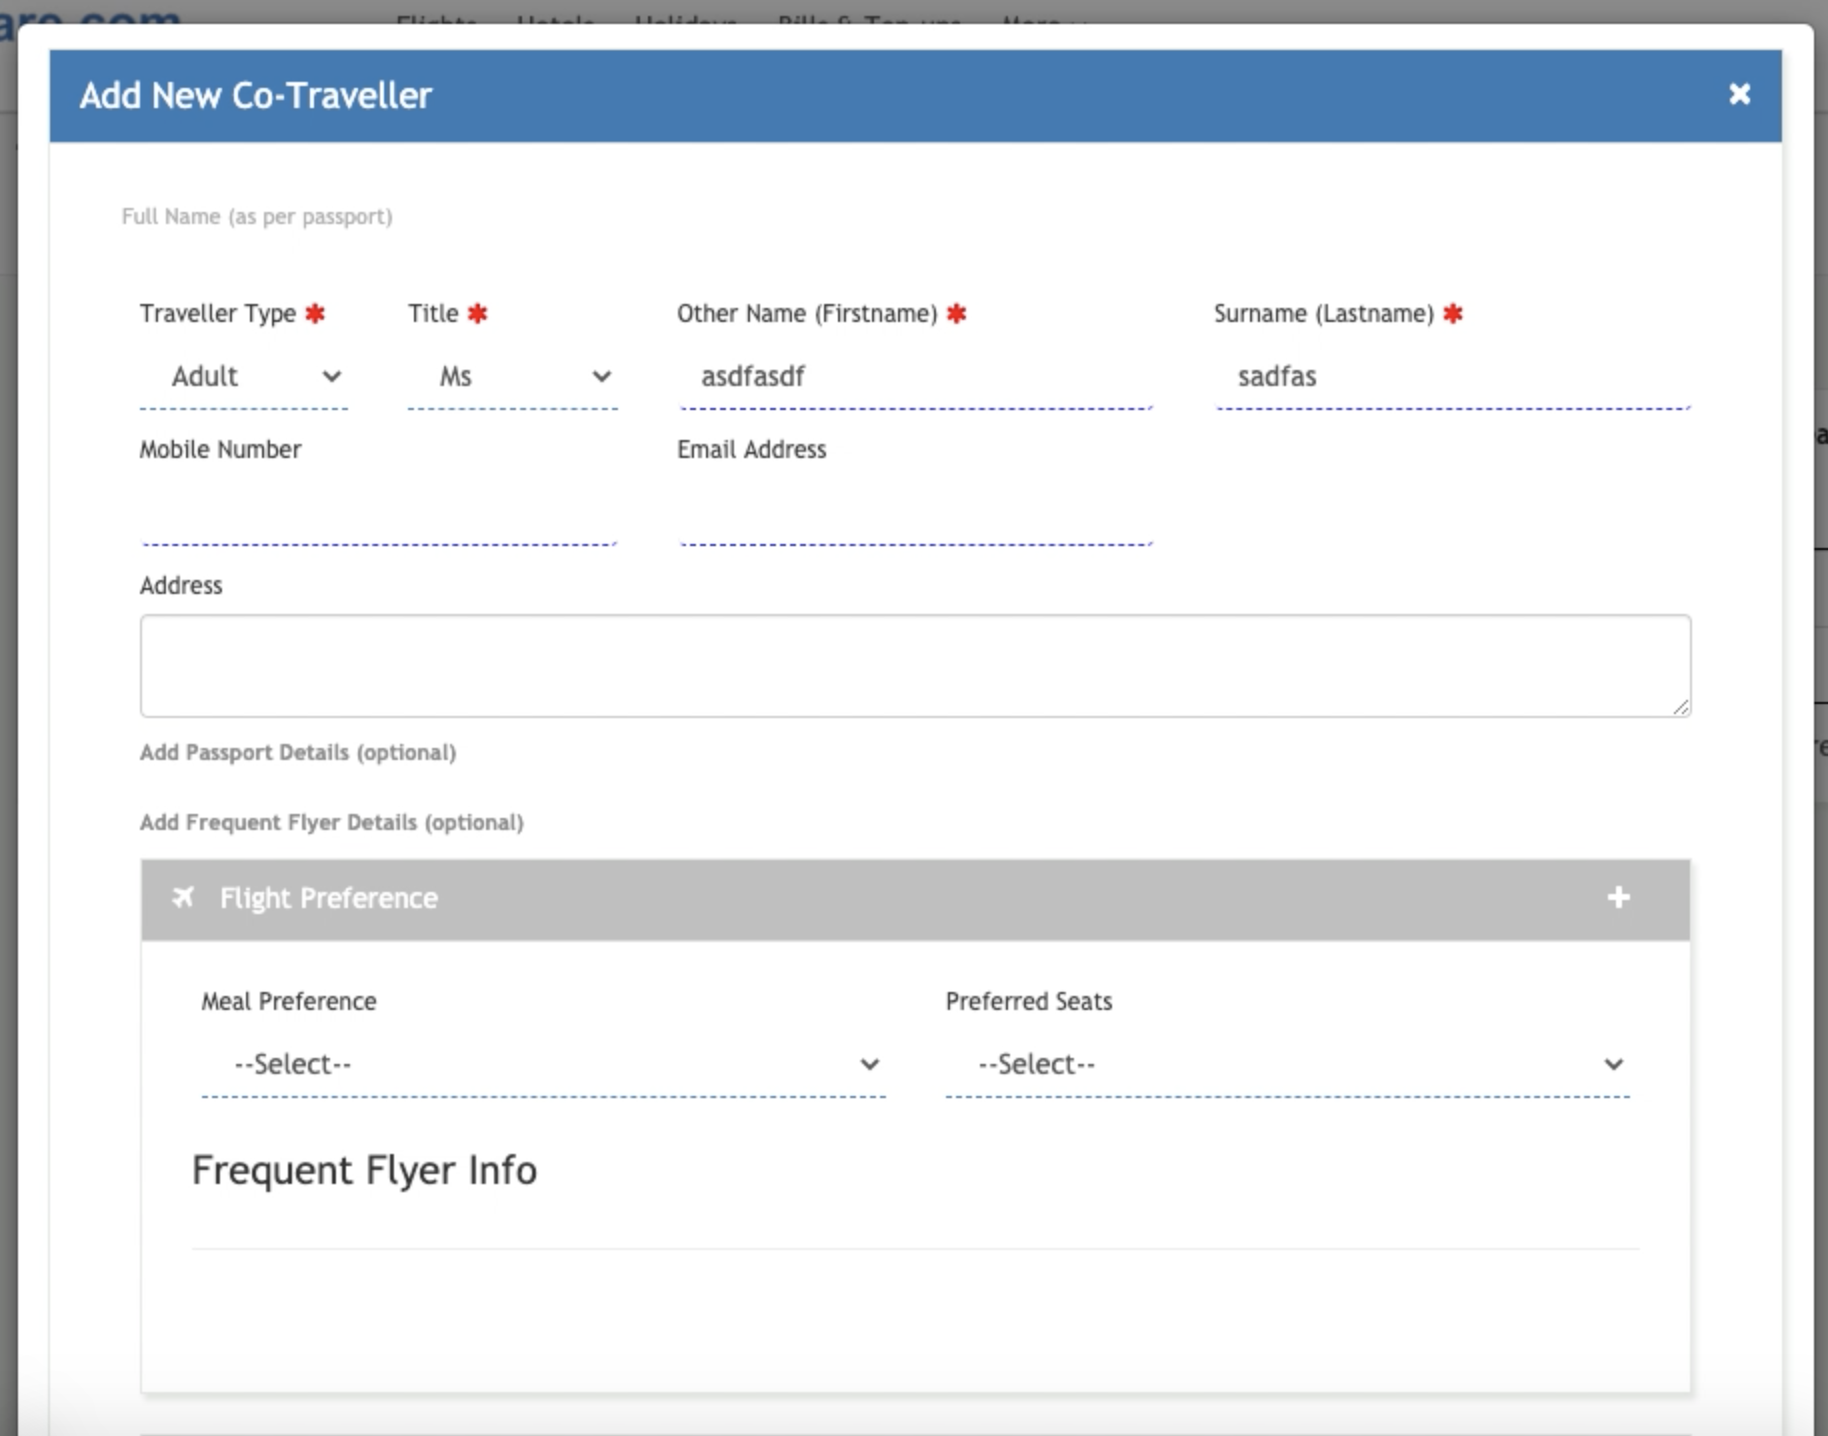 Add New Co-Traveller
Full Name (as per passport)
Traveller Type * Title * Other Name (Firstname) * Surname (Lastname) *
Adult Ms asdfasdf sadfas
Mobile Number Email Address
Address
Add Passport Details (optional)
Add Frequent Flyer Details (optional)
Flight Preference
Meal Preference Preferred Seats
--Select-- --Select--
Frequent Flyer Info